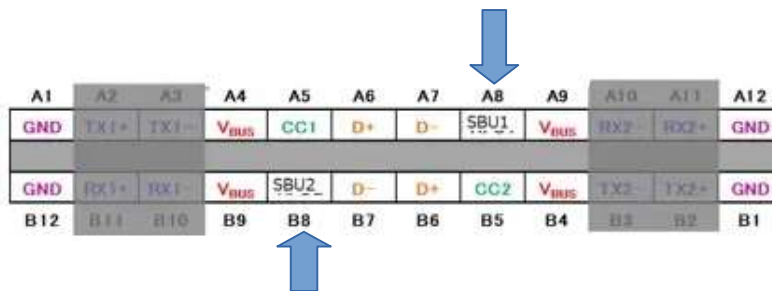 A1 A2 A3 A4 A5 A6 A7 A8 A9 A10 A11 A12
GND TX1+ TX1− VBUS CC1 D+ D− SBU1 VBUS RX2− RX2+ GND
GND RX1+ RX1− VBUS SBU2 D− D+ CC2 VBUS TX2− TX2+ GND
B12 B11 B10 B9 B8 B7 B6 B5 B4 B3 B2 B1